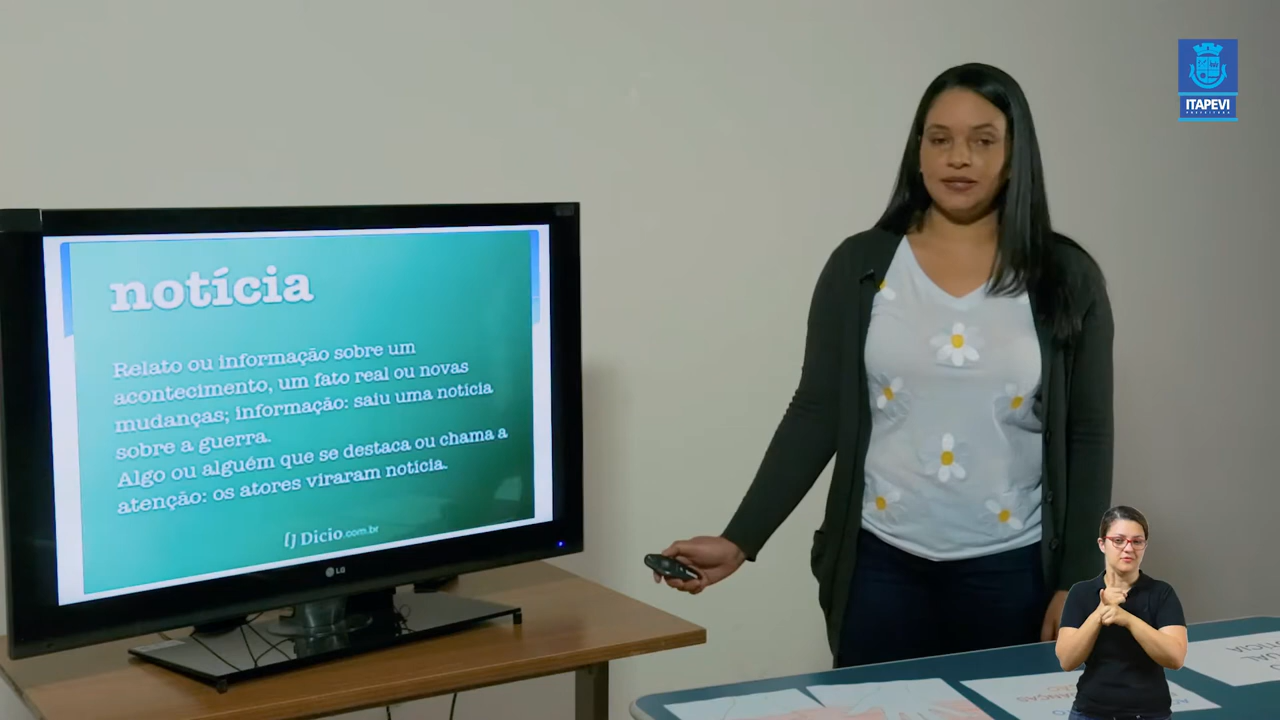 notícia
Relato ou informação sobre um
acontecimento, um fato real ou novas
mudanças; informação: saiu uma notícia
sobre a guerra.
Algo ou alguém que se destaca ou chama a
atenção: os atores viraram notícia.
Dicio.com.br
LG
ITAPEVI
PREFEITURA